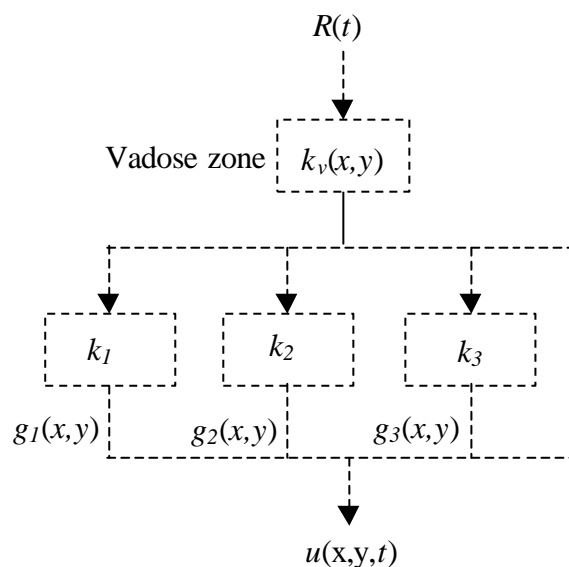 R(t)
Vadose zone
k_v(x,y)
k_1
k_2
k_3
g_1(x,y)
g_2(x,y)
g_3(x,y)
u(x,y,t)